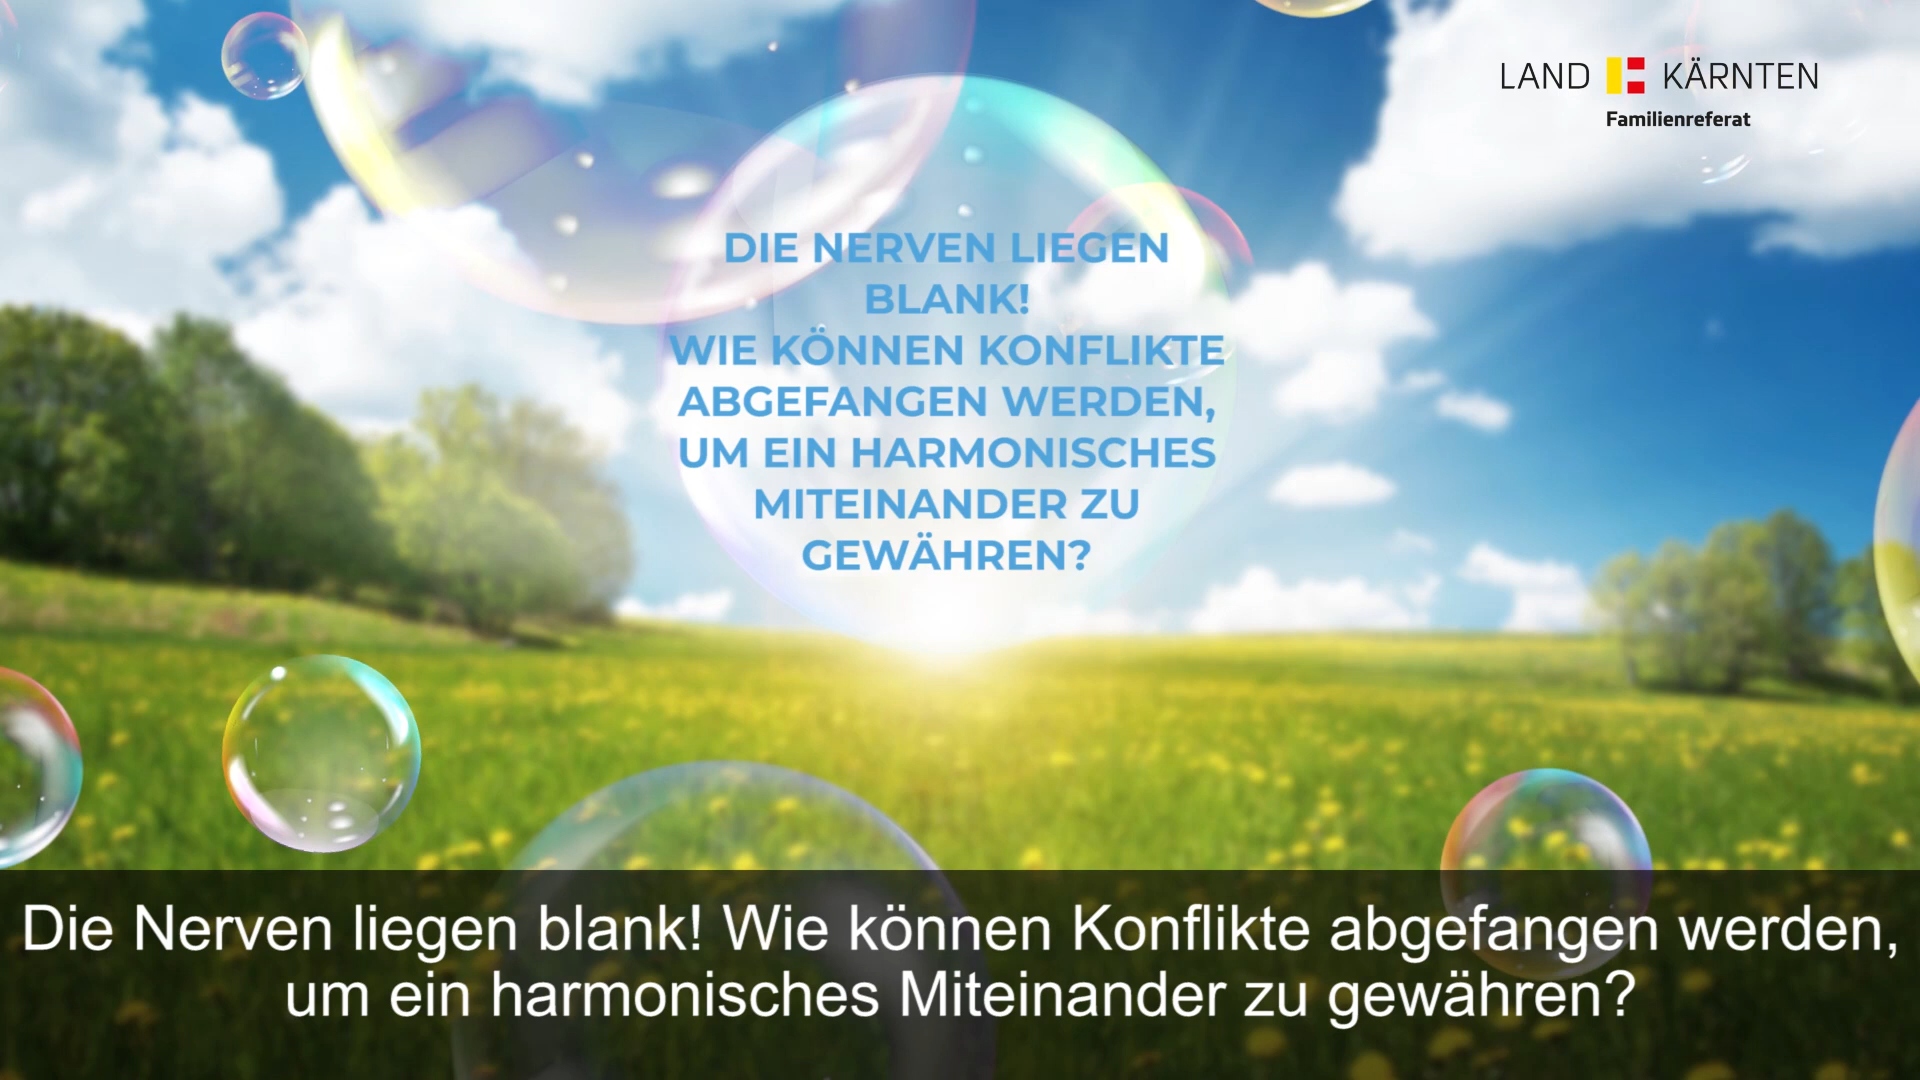 LAND KÄRNTEN
Familienreferat
DIE NERVEN LIEGEN
BLANK!
WIE KÖNNEN KONFLIKTE
ABGEFANGEN WERDEN,
UM EIN HARMONISCHES
MITEINANDER ZU
GEWÄHREN?
Die Nerven liegen blank! Wie können Konflikte abgefangen werden,
um ein harmonisches Miteinander zu gewähren?